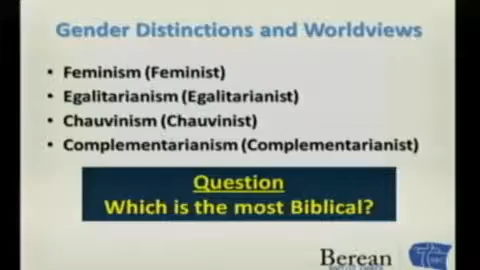 Gender Distinctions and Worldviews
• Feminism (Feminist)
• Egalitarianism (Egalitarianist)
• Chauvinism (Chauvinist)
• Complementarianism (Complementarianist)
Question
Which is the most Biblical?
Berean